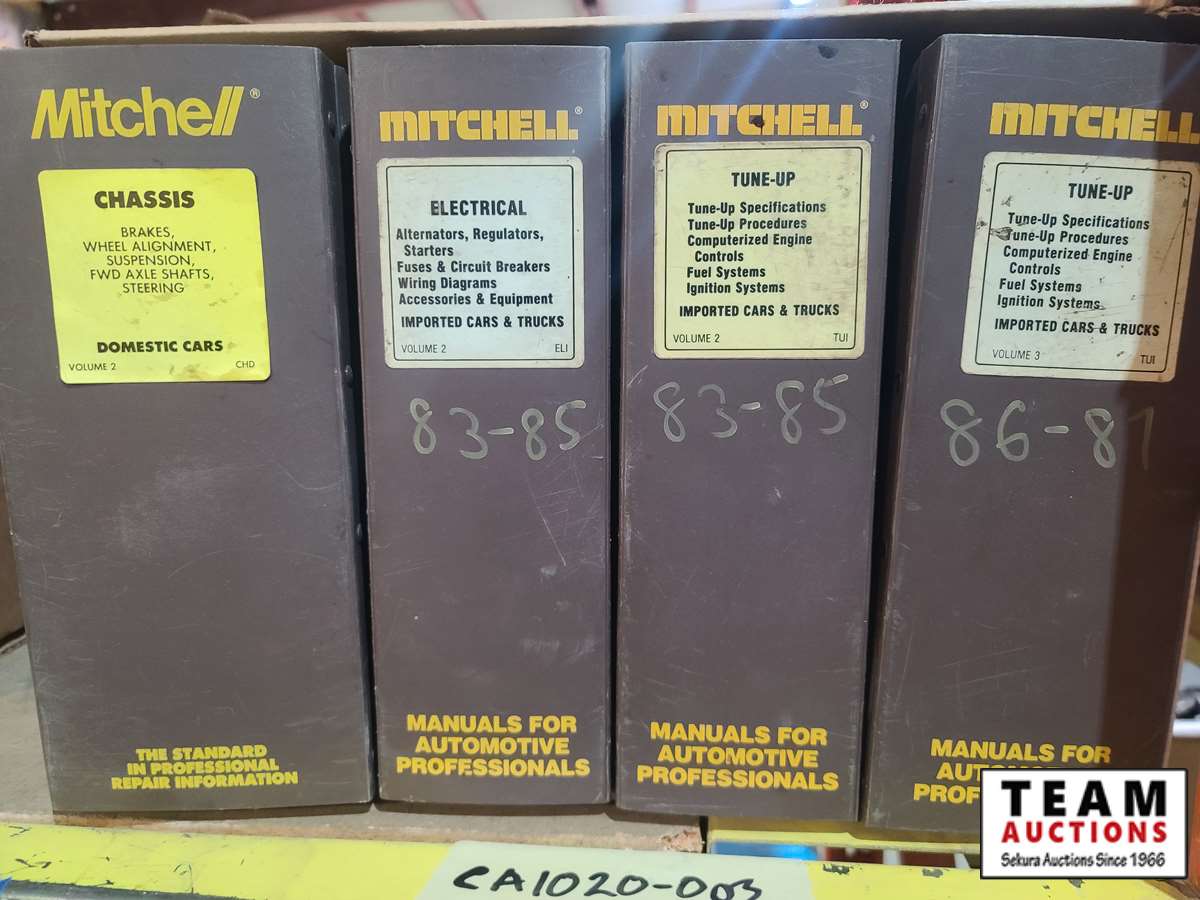 Mitchell®
CHASSIS
BRAKES,
WHEEL ALIGNMENT,
SUSPENSION,
FWD AXLE SHAFTS,
STEERING
DOMESTIC CARS
VOLUME 2 CHD
THE STANDARD
IN PROFESSIONAL
REPAIR INFORMATION
MITCHELL®
ELECTRICAL
Alternators, Regulators,
Starters
Fuses & Circuit Breakers
Wiring Diagrams
Accessories & Equipment
IMPORTED CARS & TRUCKS
VOLUME 2 ELI
83-85
MANUALS FOR
AUTOMOTIVE
PROFESSIONALS
MITCHELL®
TUNE-UP
Tune-Up Specifications
Tune-Up Procedures
Computerized Engine
Controls
Fuel Systems
Ignition Systems
IMPORTED CARS & TRUCKS
VOLUME 2 TUI
83-85
MANUALS FOR
AUTOMOTIVE
PROFESSIONALS
MITCHELL
TUNE-UP
Tune-Up Specifications
Tune-Up Procedures
Computerized Engine
Controls
Fuel Systems
Ignition Systems
IMPORTED CARS & TRUCKS
VOLUME 3 TUI
86-87
MANUALS FOR
TEAM
AUCTIONS
Sekura Auctions Since 1966
CA1020-003